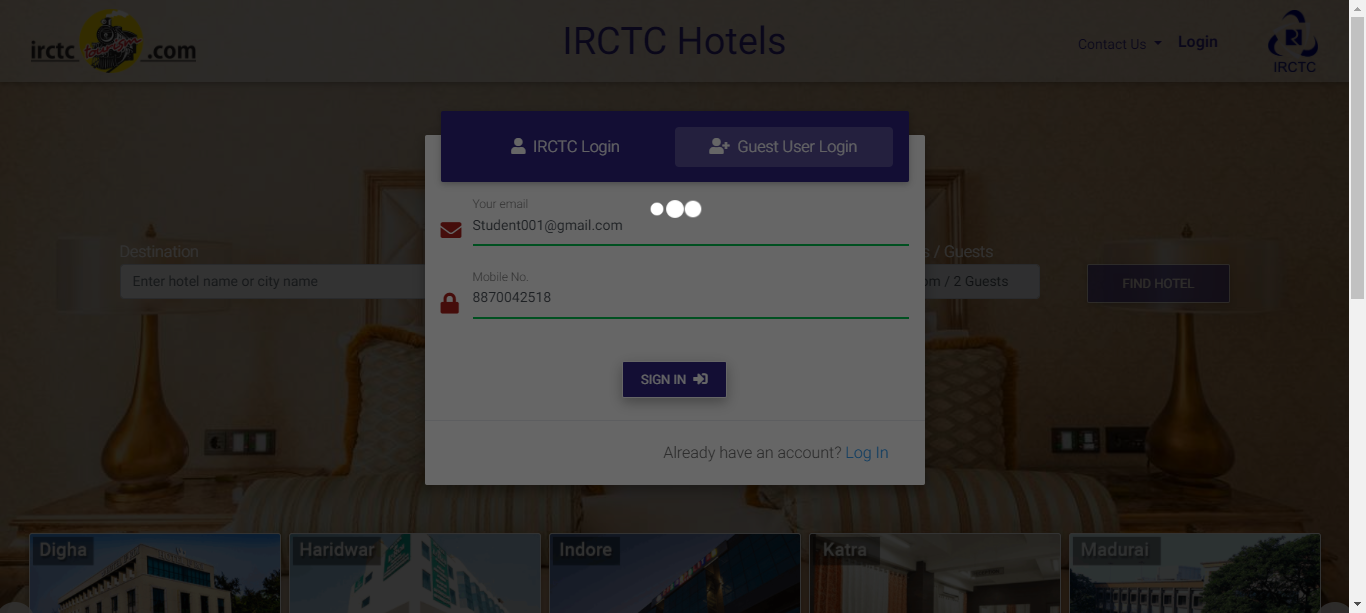 irctc tourism .com
IRCTC Hotels
Contact Us
Login
IRCTC
IRCTC Login
Guest User Login
Your email
Student001@gmail.com
Destination
s / Guests
Enter hotel name or city name
om / 2 Guests
FIND HOTEL
Mobile No.
8870042518
SIGN IN
Already have an account? Log In
Digha
Haridwar
Indore
Katra
Madurai